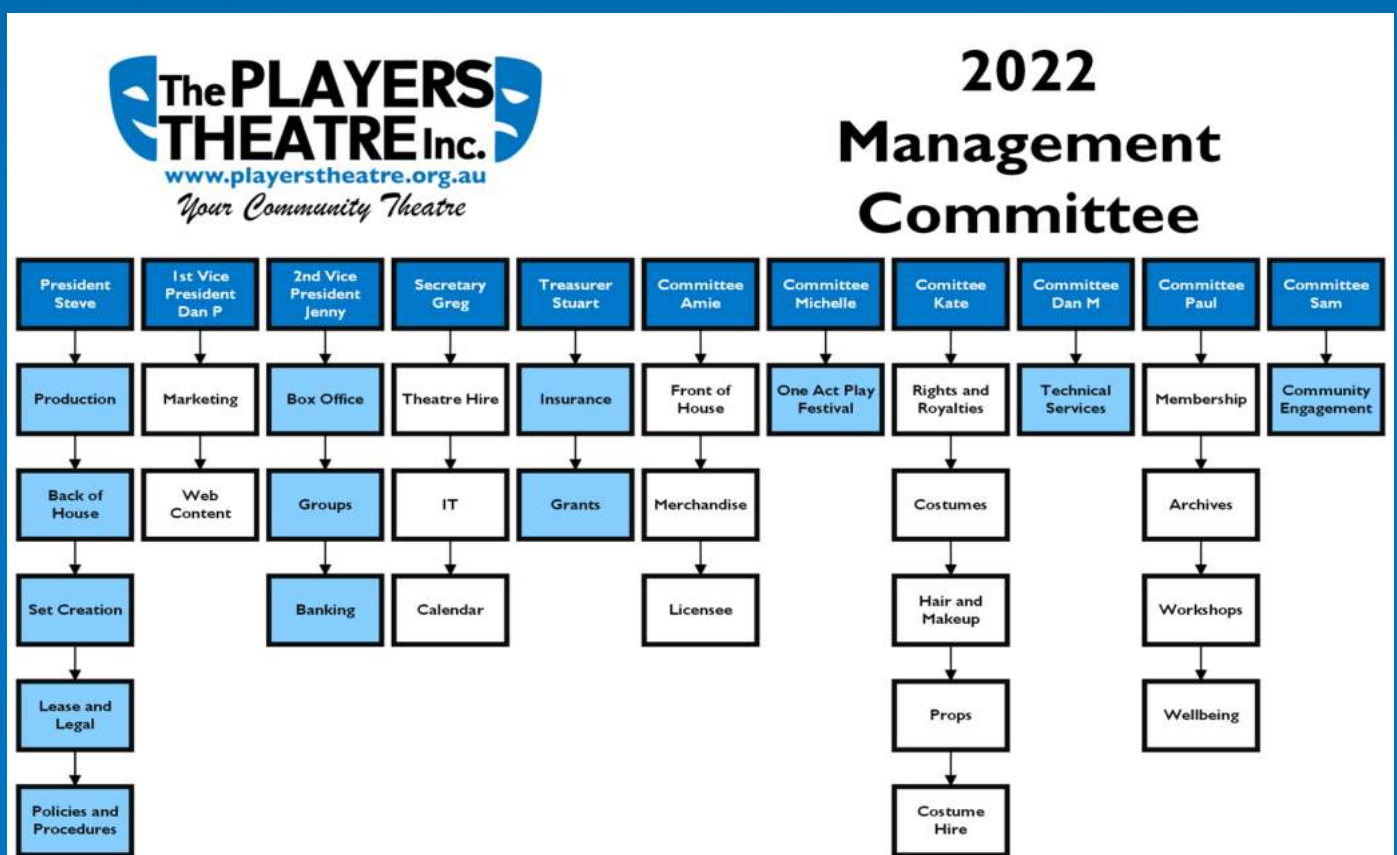 The PLAYERS
THEATRE Inc.
www.playerstheatre.org.au
Your Community Theatre
2022
Management
Committee
President
Steve
1st Vice
President
Dan P
2nd Vice
President
Jenny
Secretary
Greg
Treasurer
Stuart
Committee
Amie
Committee
Michelle
Comittee
Kate
Committee
Dan M
Committee
Paul
Committee
Sam
Production
Marketing
Box Office
Theatre Hire
Insurance
Front of
House
One Act Play
Festival
Rights and
Royalties
Technical
Services
Membership
Community
Engagement
Back of
House
Web
Content
Groups
IT
Grants
Merchandise
Costumes
Archives
Set Creation
Banking
Calendar
Licensee
Hair and
Makeup
Workshops
Lease and
Legal
Props
Wellbeing
Policies and
Procedures
Costume
Hire